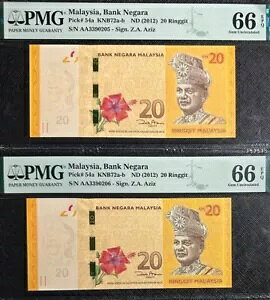 PMG
PAPER MONEY GUARANTY
Malaysia, Bank Negara
Pick# 54a KNB72a-b ND (2012) 20 Ringgit
S/N AA3390205 - Sign. Z.A. Aziz
66 EPQ
Gem Uncirculated
BANK NEGARA MALAYSIA
20
RM20
20
RINGGIT MALAYSIA
PMG
PAPER MONEY GUARANTY
Malaysia, Bank Negara
Pick# 54a KNB72a-b ND (2012) 20 Ringgit
S/N AA3390206 - Sign. Z.A. Aziz
66 EPQ
Gem Uncirculated
BANK NEGARA MALAYSIA
20
RM20
20
RINGGIT MALAYSIA